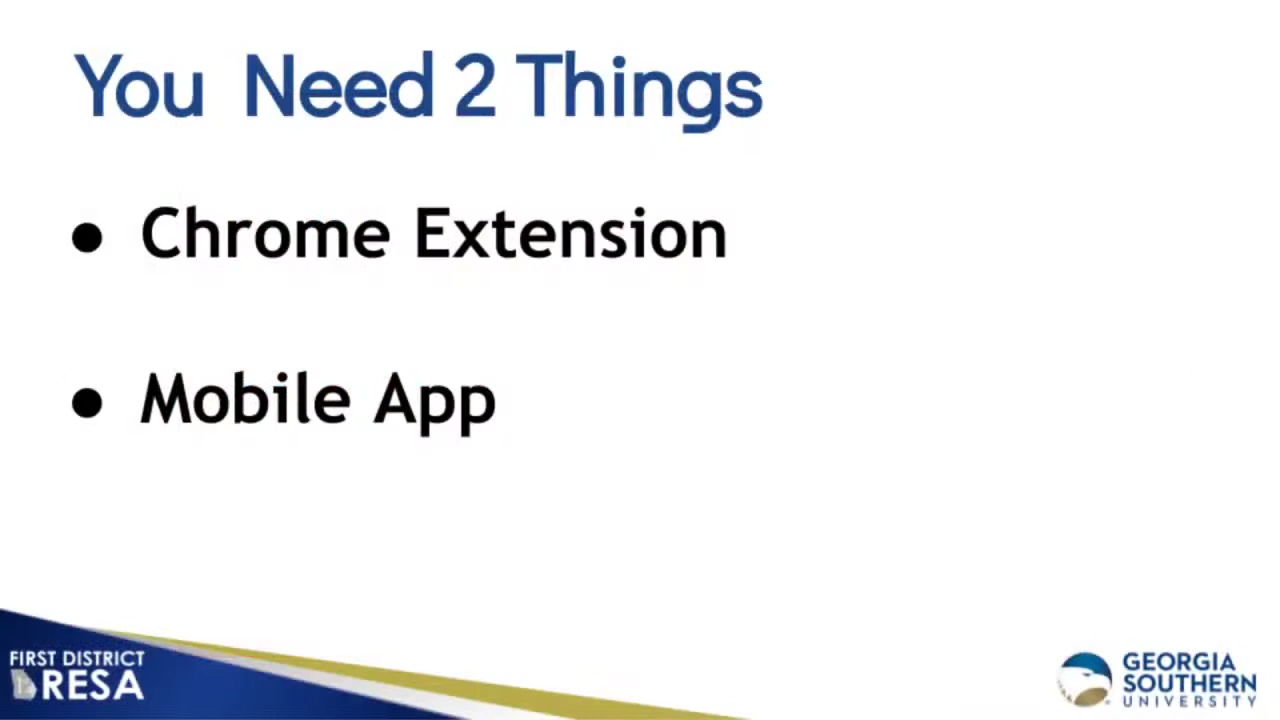 You Need 2 Things
● Chrome Extension
● Mobile App
FIRST DISTRICT
RESA
GEORGIA
SOUTHERN
UNIVERSITY